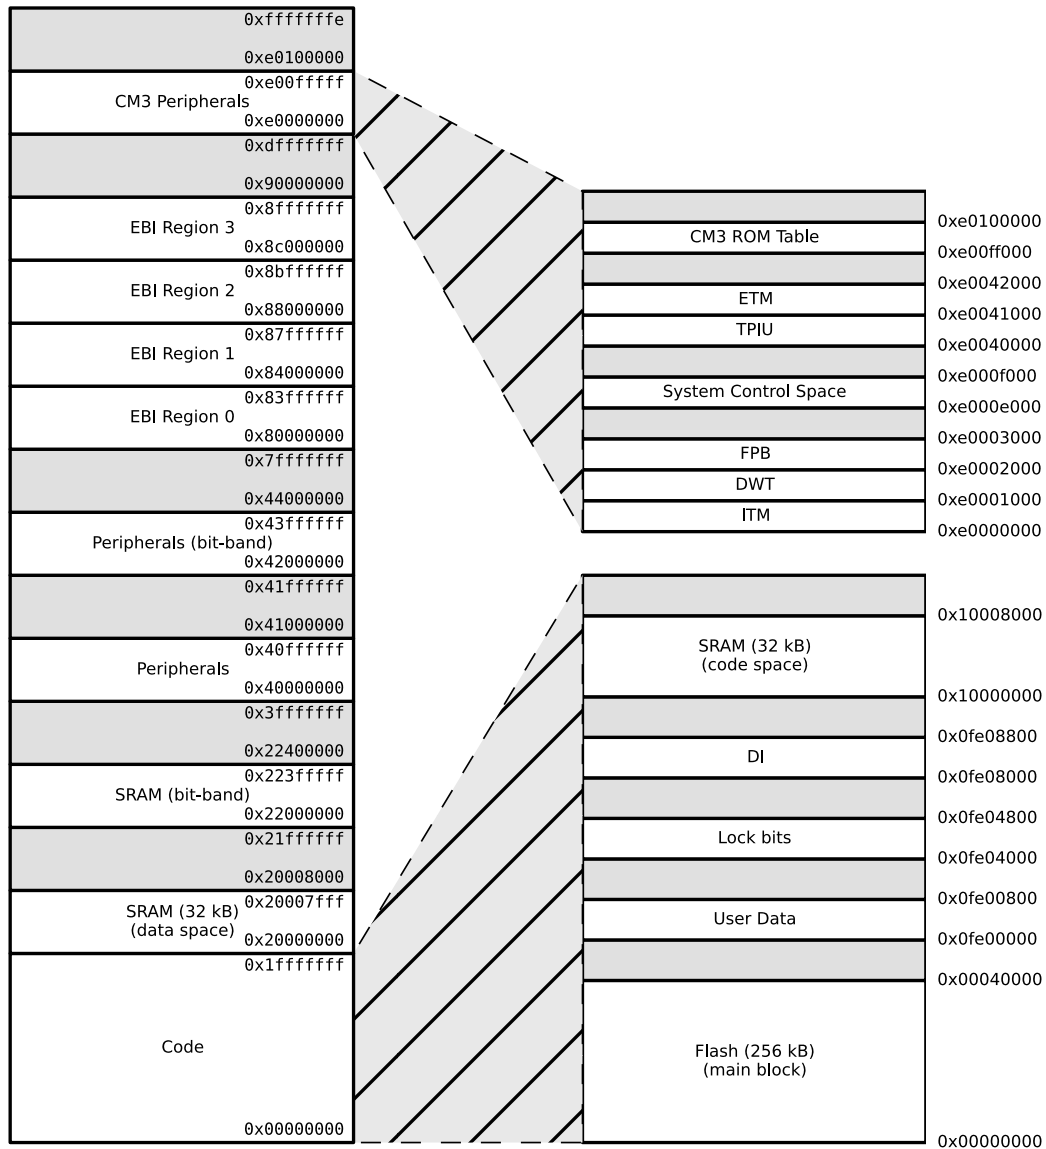 0xfffffffe
0xe0100000
0xe00fffff
CM3 Peripherals
0xe0000000
0xdfffffff
0x90000000
0x8fffffff
EBI Region 3
0x8c000000
0x8bffffff
EBI Region 2
0x88000000
0x87ffffff
EBI Region 1
0x84000000
0x83ffffff
EBI Region 0
0x80000000
0x7fffffff
0x44000000
0x43ffffff
Peripherals (bit-band)
0x42000000
0x41ffffff
0x41000000
0x40ffffff
Peripherals
0x40000000
0x3fffffff
0x22400000
0x223fffff
SRAM (bit-band)
0x22000000
0x21ffffff
0x20008000
0x20007fff
SRAM (32 kB)
(data space)
0x20000000
0x1fffffff
Code
0x00000000
0xe0100000
CM3 ROM Table
0xe00ff000
0xe0042000
ETM
0xe0041000
TPIU
0xe0040000
0xe000f000
System Control Space
0xe000e000
0xe0003000
FPB
0xe0002000
DWT
0xe0001000
ITM
0xe0000000
0x10008000
SRAM (32 kB)
(code space)
0x10000000
0x0fe08800
DI
0x0fe08000
0x0fe04800
Lock bits
0x0fe04000
0x0fe00800
User Data
0x0fe00000
0x00040000
Flash (256 kB)
(main block)
0x00000000